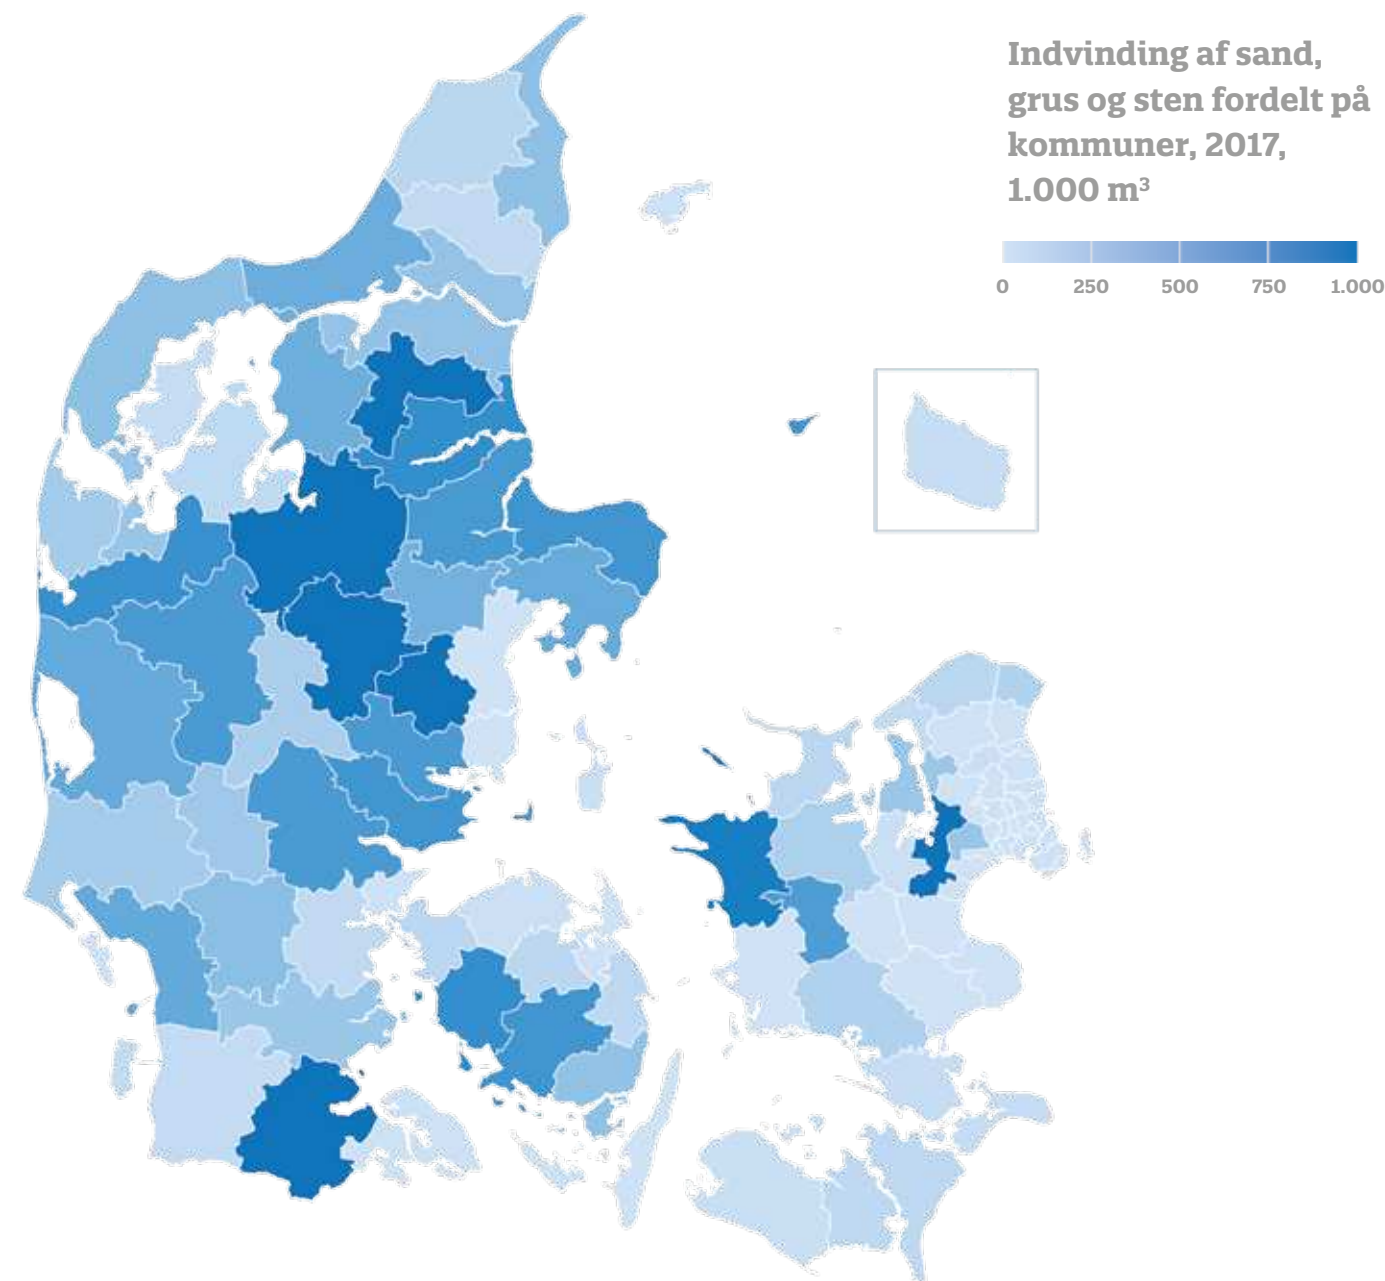 Indvinding af sand,
grus og sten fordelt på
kommuner, 2017,
1.000 m³
0 250 500 750 1.000